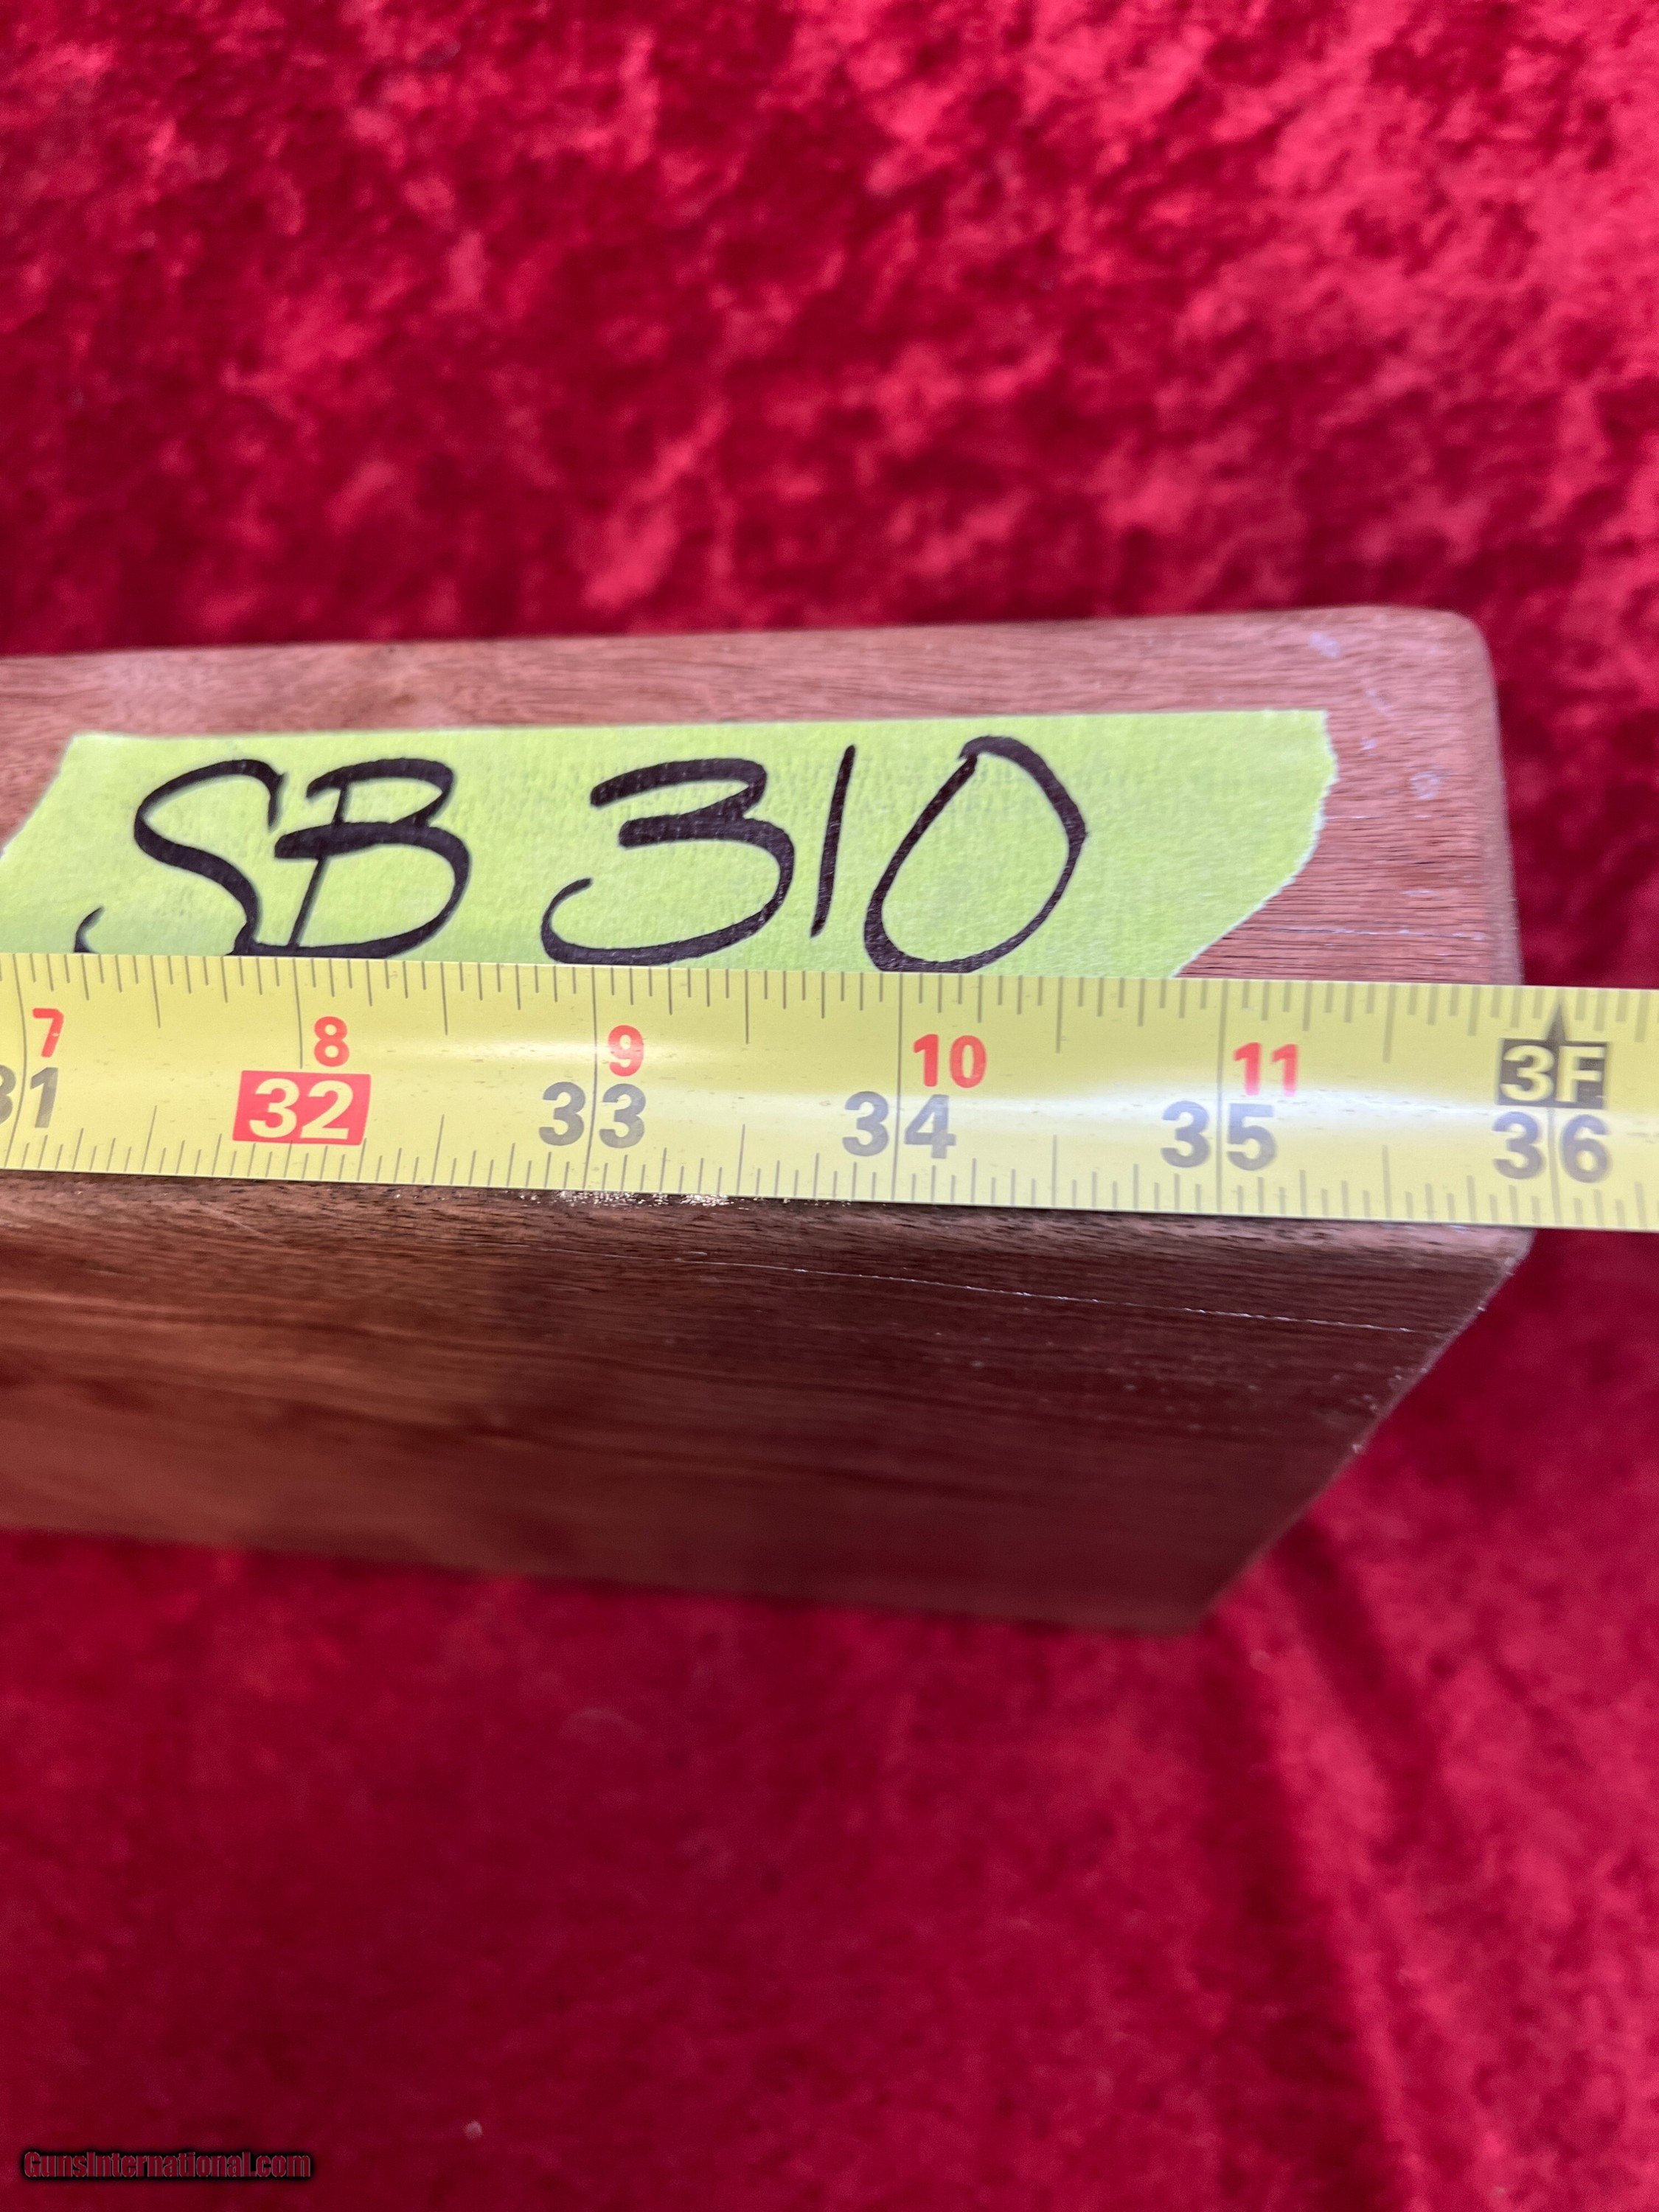 SB 310
7 8 9 10 11 3F
31 32 33 34 35 36
GunsInternational.com